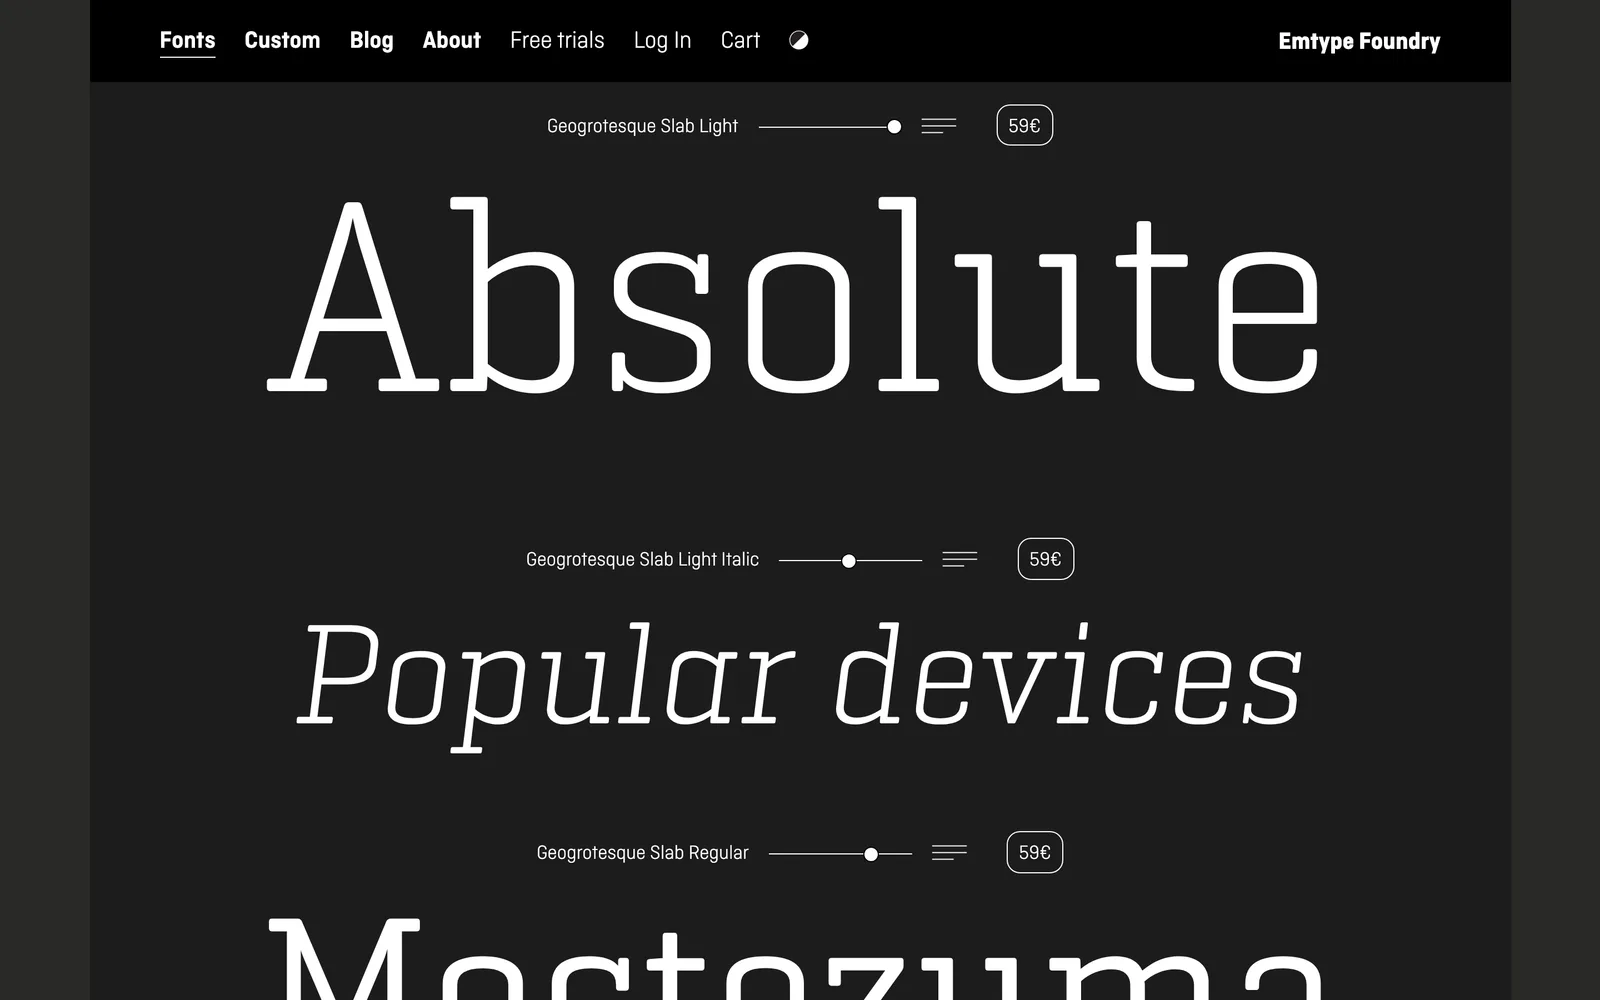 Fonts Custom Blog About Free trials Log In Cart Emtype Foundry
Geogrotesque Slab Light 59€
Absolute
Geogrotesque Slab Light Italic 59€
Popular devices
Geogrotesque Slab Regular 59€
Moctezuma